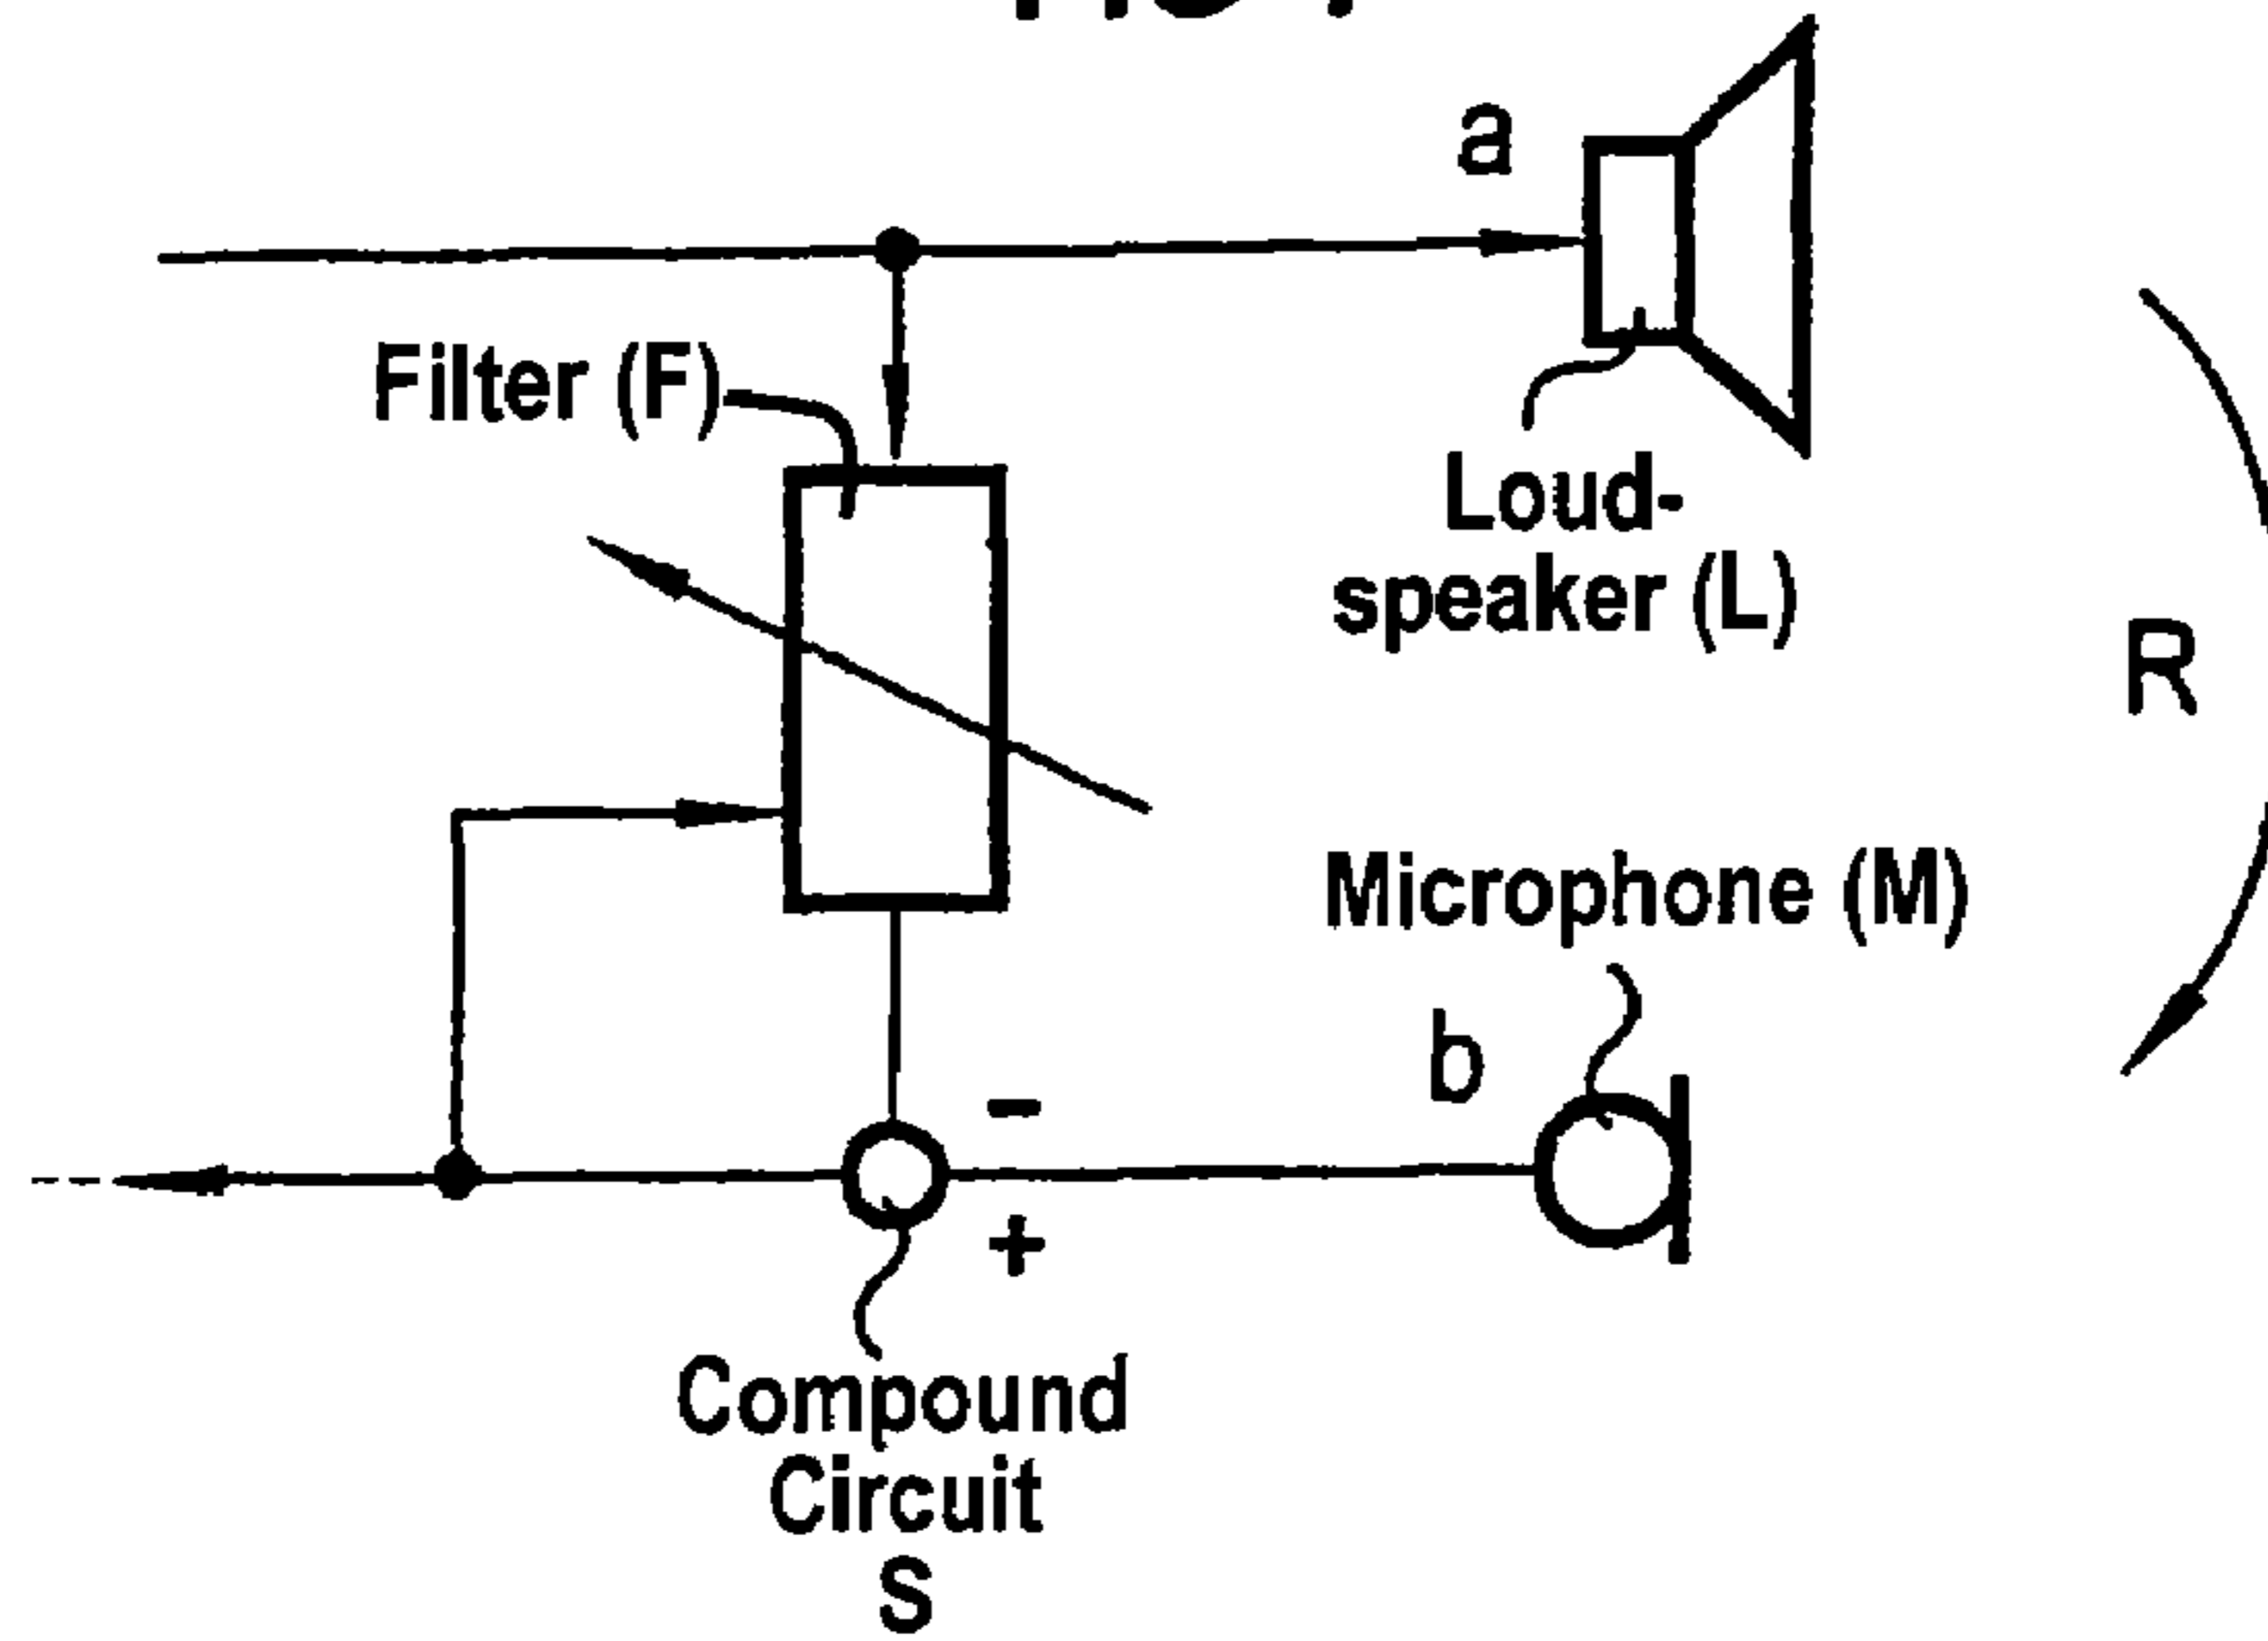 a
Filter (F)
Loud-
speaker (L)
R
Microphone (M)
b
-
+
Compound
Circuit
S